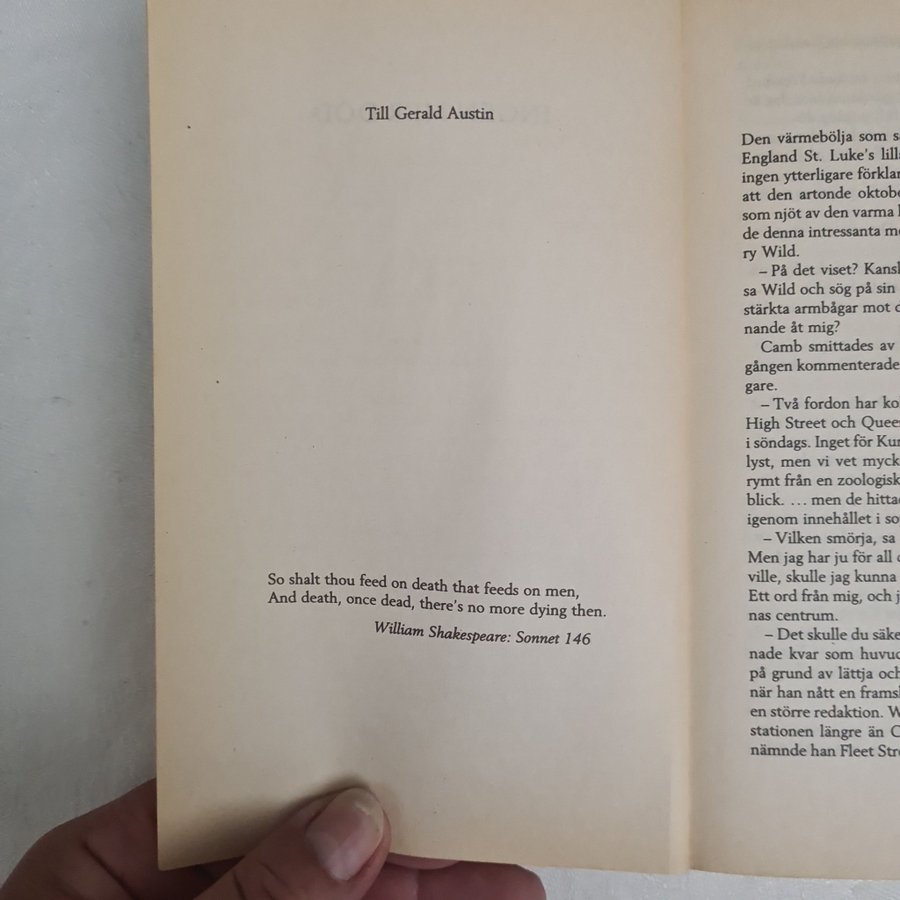 Till Gerald Austin
So shalt thou feed on death that feeds on men,
And death, once dead, there's no more dying then.
William Shakespeare: Sonnet 146
Den värmebölja som
England St. Luke's
ingen ytterligare
att den artonde
som njöt av den varma
de denna intressanta
ry Wild.
– På det viset?
sa Wild och sög på sin
stärkta armbågar mot
nande åt mig?
Camb smittades av
gången kommenterade
gare.
– Två fordon har
High Street och
i söndags. Inget för
lyst, men vi vet
rymt från en
blick. … men de
igenom innehållet i
– Vilken smörja, sa
Men jag har ju för all
ville, skulle jag kunna
Ett ord från mig, och
nas centrum.
– Det skulle du
nade kvar som
på grund av lättja
när han nått en
en större redaktion.
stationen längre än
nämnde han Fleet